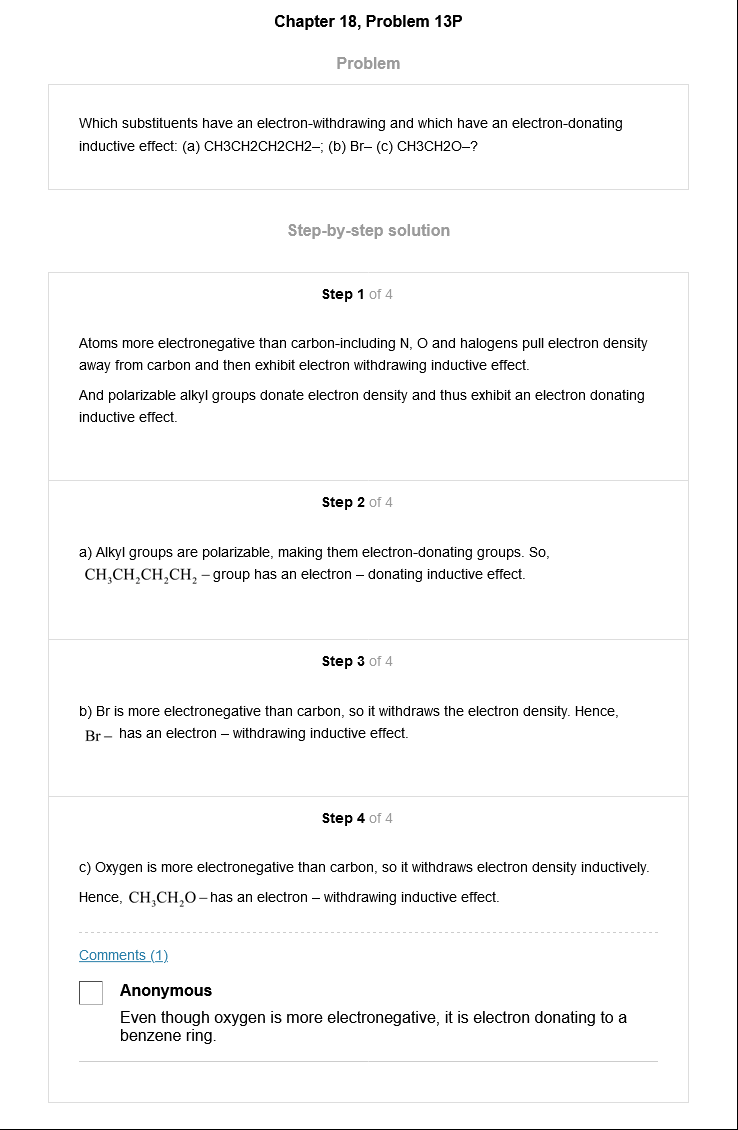 Chapter 18, Problem 13P
Problem
Which substituents have an electron-withdrawing and which have an electron-donating
inductive effect: (a) CH3CH2CH2CH2–; (b) Br– (c) CH3CH2O–?
Step-by-step solution
Step 1 of 4
Atoms more electronegative than carbon-including N, O and halogens pull electron density
away from carbon and then exhibit electron withdrawing inductive effect.
And polarizable alkyl groups donate electron density and thus exhibit an electron donating
inductive effect.
Step 2 of 4
a) Alkyl groups are polarizable, making them electron-donating groups. So,
CH₃CH₂CH₂CH₂ – group has an electron – donating inductive effect.
Step 3 of 4
b) Br is more electronegative than carbon, so it withdraws the electron density. Hence,
Br – has an electron – withdrawing inductive effect.
Step 4 of 4
c) Oxygen is more electronegative than carbon, so it withdraws electron density inductively.
Hence, CH₃CH₂O – has an electron – withdrawing inductive effect.
Comments (1)
Anonymous
Even though oxygen is more electronegative, it is electron donating to a
benzene ring.